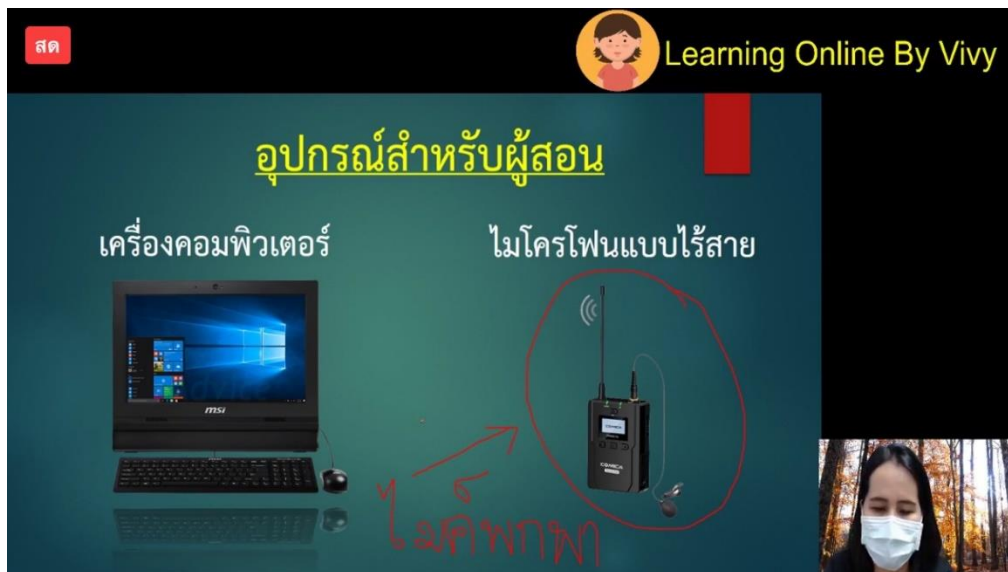 สด
Learning Online By Vivy
อุปกรณ์สำหรับผู้สอน
เครื่องคอมพิวเตอร์
ไมโครโฟนแบบไร้สาย
msi
COMICA
ไมค์พกพา